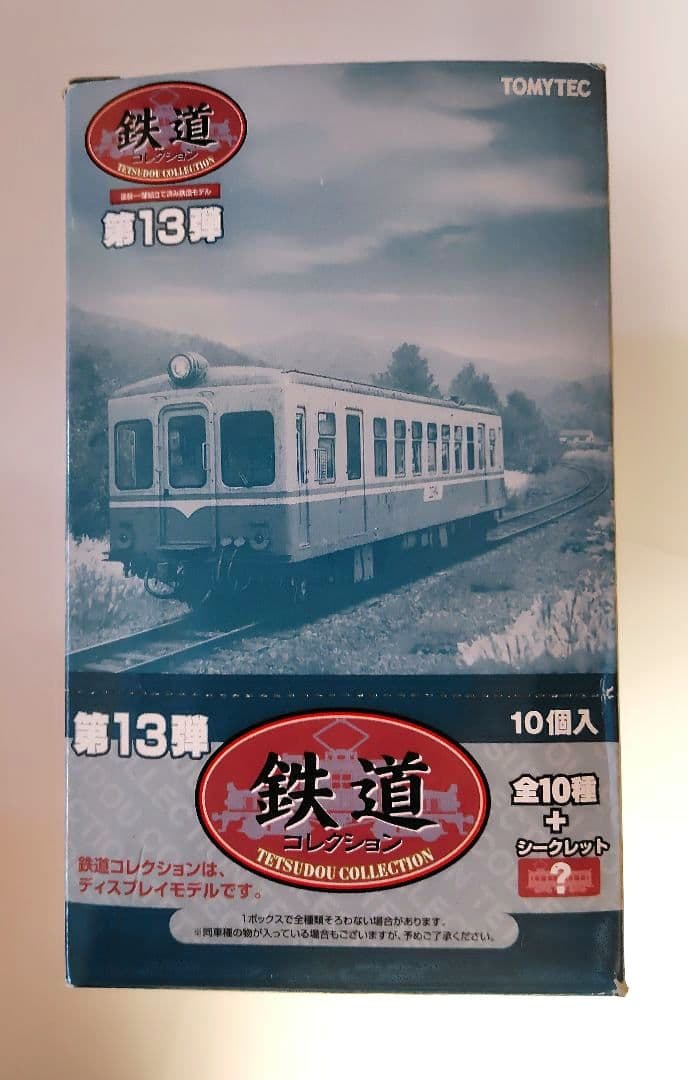 TOMYTEC
鉄道
コレクション
TETSUDOU COLLECTION
第13弾
第13弾
10個入
鉄道
コレクション
TETSUDOU COLLECTION
全10種
+
シークレット
?
鉄道コレクションは、
ディスプレイモデルです。
1ボックスで全種類そろわない場合があります。
※同車種の物が入っている場合もございますが、予めご了承ください。